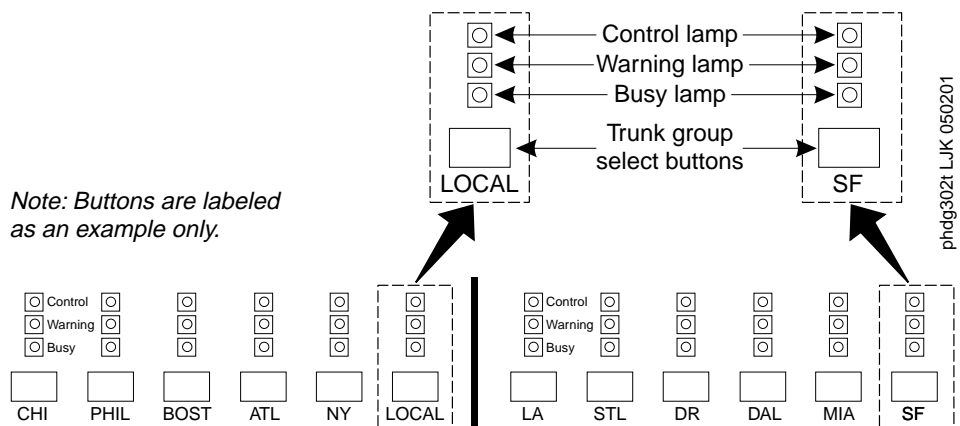 Control lamp
Warning lamp
Busy lamp
Trunk group
select buttons
LOCAL
SF
phdg302t LJK 050201
Note: Buttons are labeled
as an example only.
Control
Warning
Busy
Control
Warning
Busy
CHI PHIL BOST ATL NY LOCAL LA STL DR DAL MIA SF